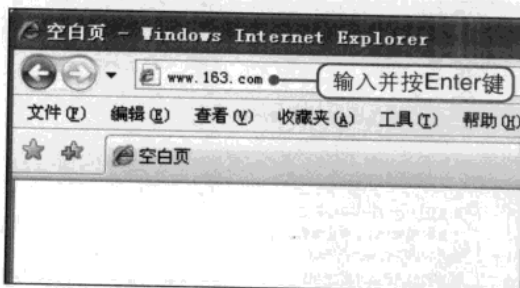 空白页 - Windows Internet Explorer
www.163.com 输入并按Enter键
文件(F) 编辑(E) 查看(V) 收藏夹(A) 工具(T) 帮助(H)
空白页